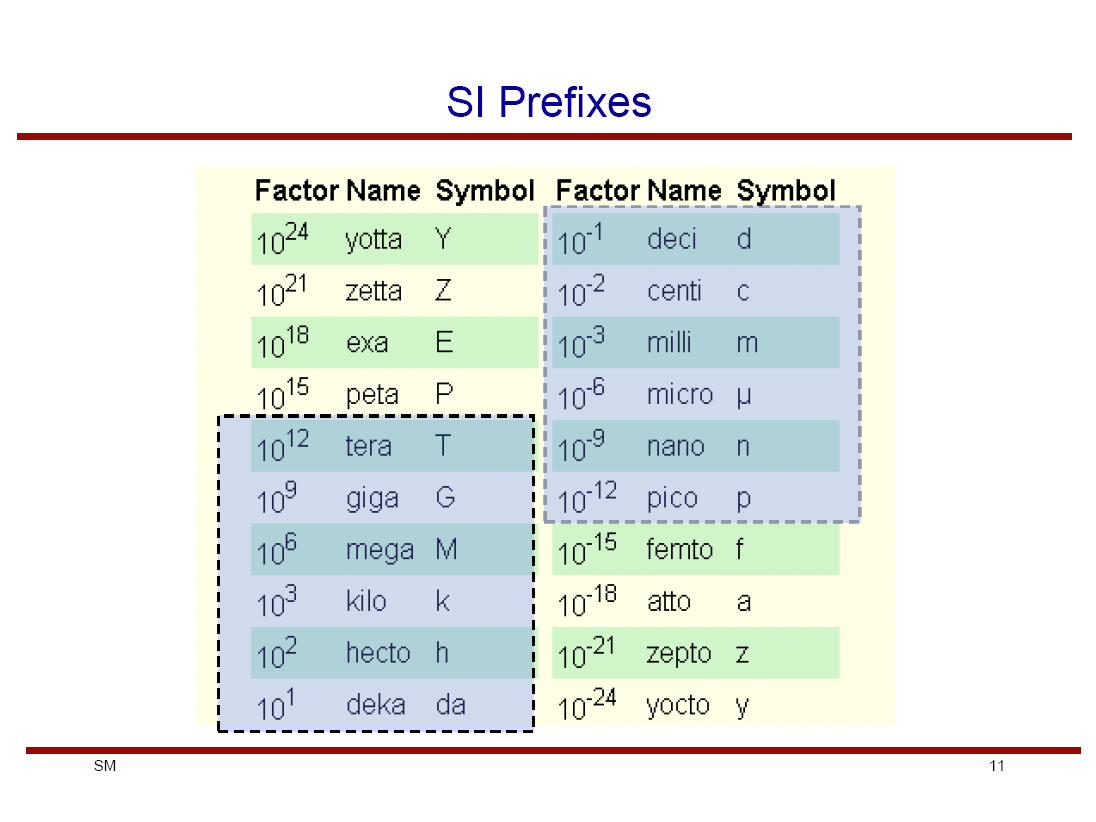 SI Prefixes
Factor Name Symbol Factor Name Symbol
10^24 yotta Y 10^-1 deci d
10^21 zetta Z 10^-2 centi c
10^18 exa E 10^-3 milli m
10^15 peta P 10^-6 micro µ
10^12 tera T 10^-9 nano n
10^9 giga G 10^-12 pico p
10^6 mega M 10^-15 femto f
10^3 kilo k 10^-18 atto a
10^2 hecto h 10^-21 zepto z
10^1 deka da 10^-24 yocto y
SM 11